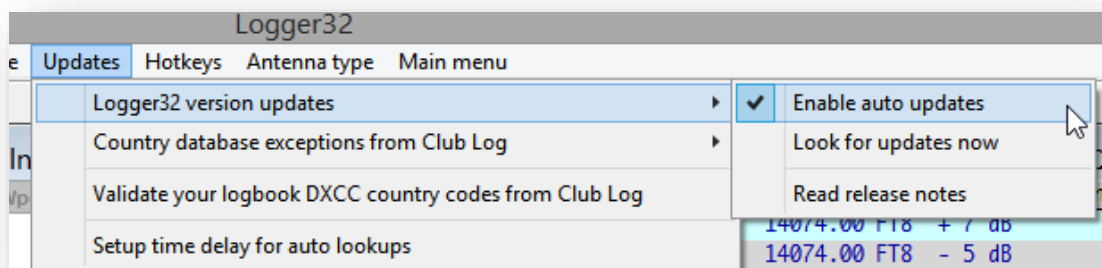 Logger32
e Updates Hotkeys Antenna type Main menu
Logger32 version updates
Enable auto updates
Country database exceptions from Club Log
Look for updates now
In
Validate your logbook DXCC country codes from Club Log
Read release notes
14074.00 FT8 + 7 dB
Setup time delay for auto lookups
14074.00 FT8 - 5 dB